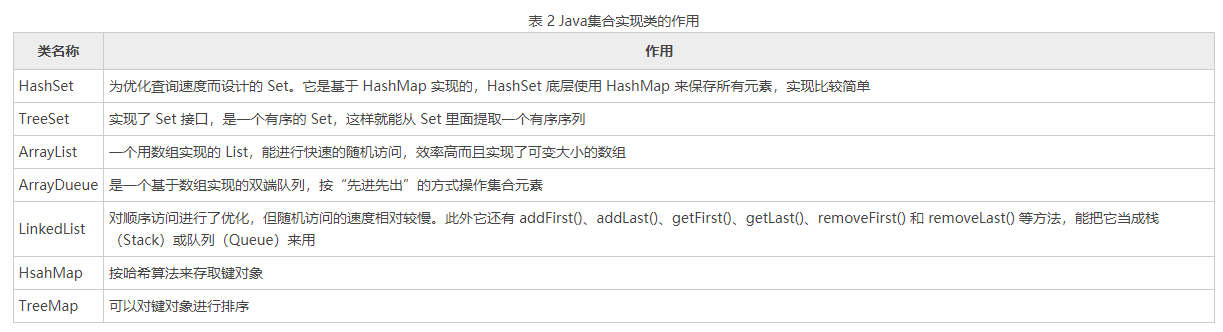 表 2 Java集合实现类的作用
类名称 作用
HashSet 为优化査询速度而设计的 Set。它是基于 HashMap 实现的，HashSet 底层使用 HashMap 来保存所有元素，实现比较简单
TreeSet 实现了 Set 接口，是一个有序的 Set，这样就能从 Set 里面提取一个有序序列
ArrayList 一个用数组实现的 List，能进行快速的随机访问，效率高而且实现了可变大小的数组
ArrayDueue 是一个基于数组实现的双端队列，按“先进先出”的方式操作集合元素
LinkedList 对顺序访问进行了优化，但随机访问的速度相对较慢。此外它还有 addFirst()、addLast()、getFirst()、getLast()、removeFirst() 和 removeLast() 等方法，能把它当成栈
（Stack）或队列（Queue）来用
HsahMap 按哈希算法来存取键对象
TreeMap 可以对键对象进行排序